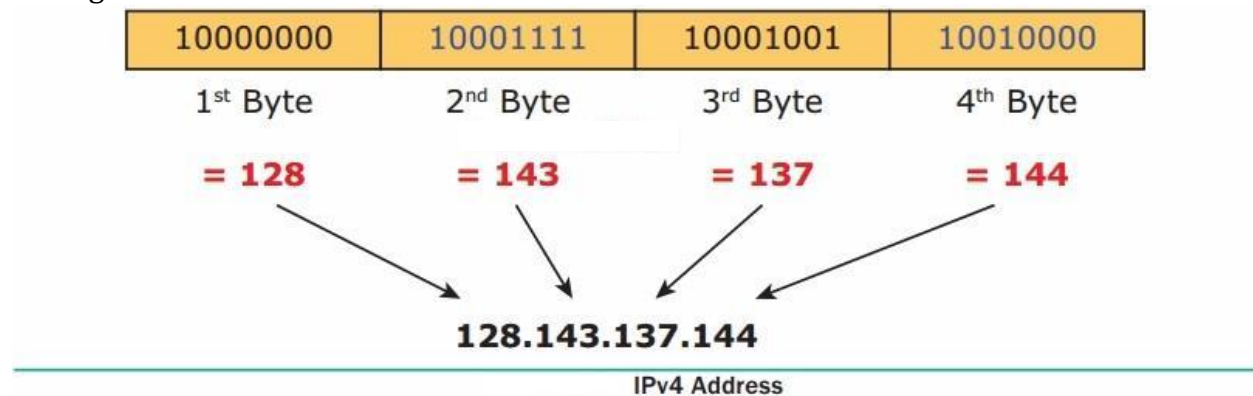 10000000 10001111 10001001 10010000
1st Byte 2nd Byte 3rd Byte 4th Byte
= 128 = 143 = 137 = 144
128.143.137.144
IPv4 Address